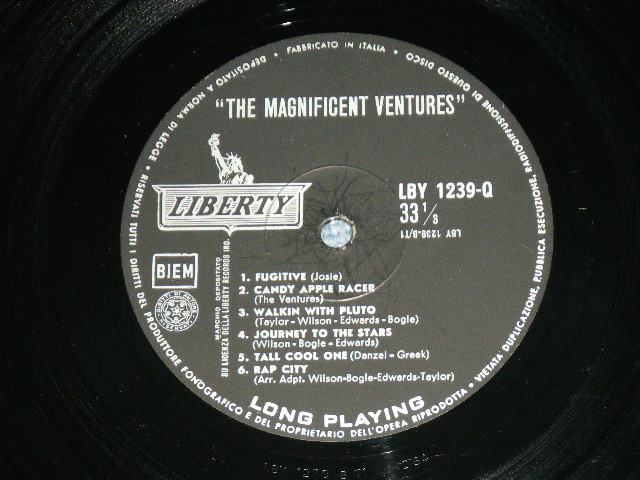 FABBRICATO IN ITALIA
DEPOSITATO A NORMA DI LEGGE • RISERVATI TUTTI I DIRITTI DEL PRODUTTORE FONOGRAFICO E DEL PROPRIETARIO DELL'OPERA RIPRODOTTA • VIETATA DUPLICAZIONE, PUBBLICA ESECUZIONE, RADIODIFFUSIONE DI QUESTO DISCO
"THE MAGNIFICENT VENTURES"
LIBERTY
LBY 1239-Q
33 1/3
LBY 1239-B/T1
BIEM
MARCHIO DEPOSITATO
SU LICENZA DELLA LIBERTY RECORDS INC.
1. FUGITIVE (Josie)
2. CANDY APPLE RACER
(The Ventures)
3. WALKIN WITH PLUTO
(Taylor-Wilson-Edwards-Bogle)
4. JOURNEY TO THE STARS
(Wilson-Bogle-Edwards)
5. TALL COOL ONE (Danzel-Greek)
6. RAP CITY
(Arr. Adpt. Wilson-Bogle-Edwards-Taylor)
LONG PLAYING